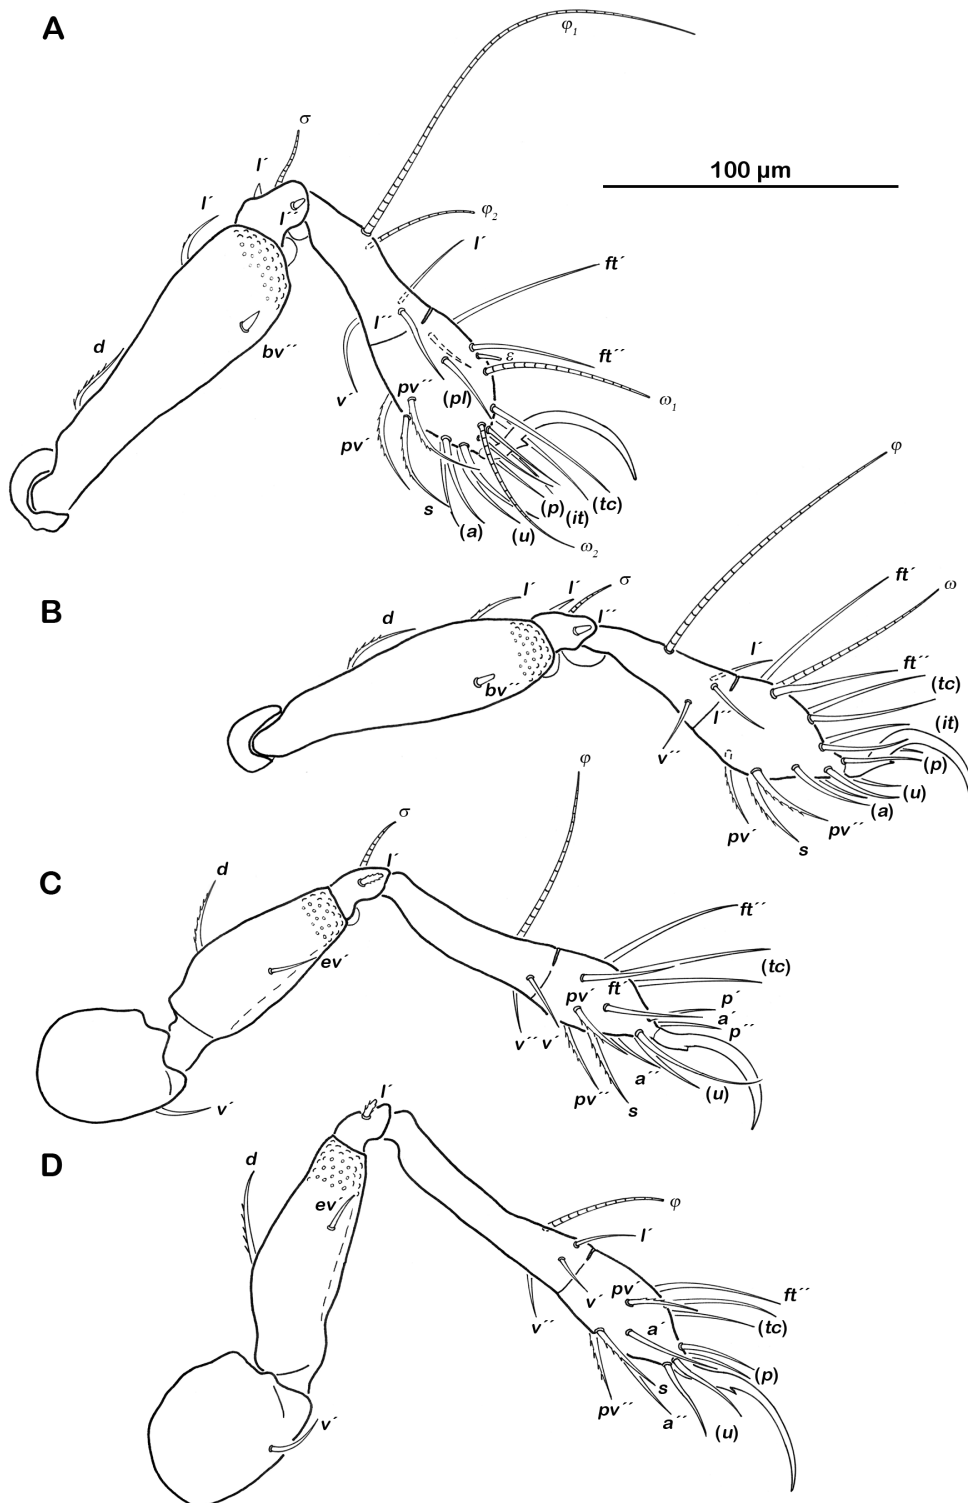 A
φ₁
100 µm
σ
l´
l´
l´´
φ₂
l´
ft´
d
bv´´
l´´
ε
ft´´
v´
pv´´
(pl)
ω₁
pv´
s
(a)
(u)
(p)
(it)
(tc)
ω₂
φ
B
d
l´
l´
σ
l´´
ft´
ω
l´
ft´´
(tc)
bv´´
l´´
(it)
v´´
(p)
(u)
(a)
pv´
s
pv´´
φ
C
d
σ
l´
ft´´
ev´
(tc)
ft´
pv´
p´
a´
p´´
v´´
v´
a´´
(u)
pv´´
s
v´
D
l´
d
ev´
φ
l´
v´
pv´
ft´´
v´´
(tc)
a´
(p)
s
pv´´
a´´
(u)
v´